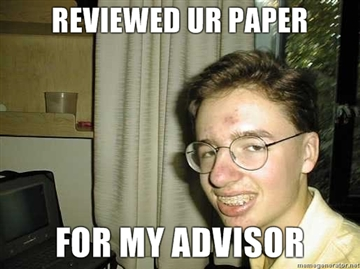 REVIEWED UR PAPER
FOR MY ADVISOR
memegenerator.net